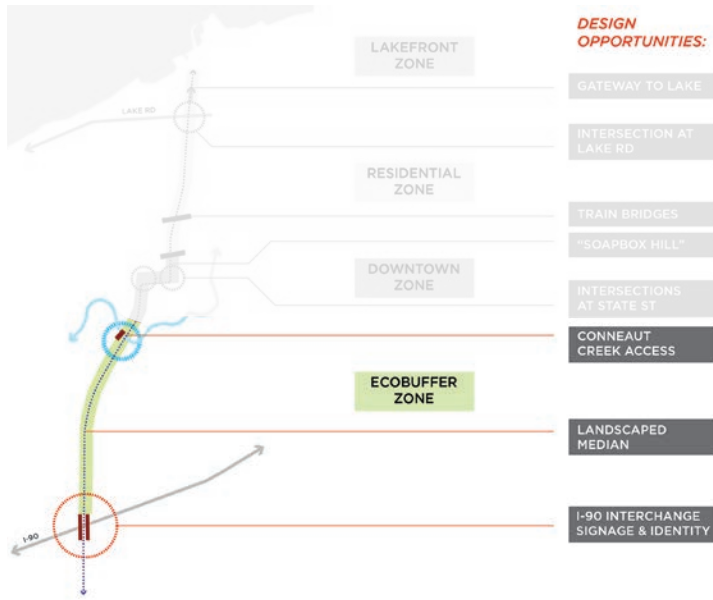 DESIGN
OPPORTUNITIES:
LAKEFRONT
ZONE
GATEWAY TO LAKE
LAKE RD
INTERSECTION AT
LAKE RD
RESIDENTIAL
ZONE
TRAIN BRIDGES
"SOAPBOX HILL"
DOWNTOWN
ZONE
INTERSECTIONS
AT STATE ST
CONNEAUT
CREEK ACCESS
ECOBUFFER
ZONE
LANDSCAPED
MEDIAN
I-90
I-90 INTERCHANGE
SIGNAGE & IDENTITY